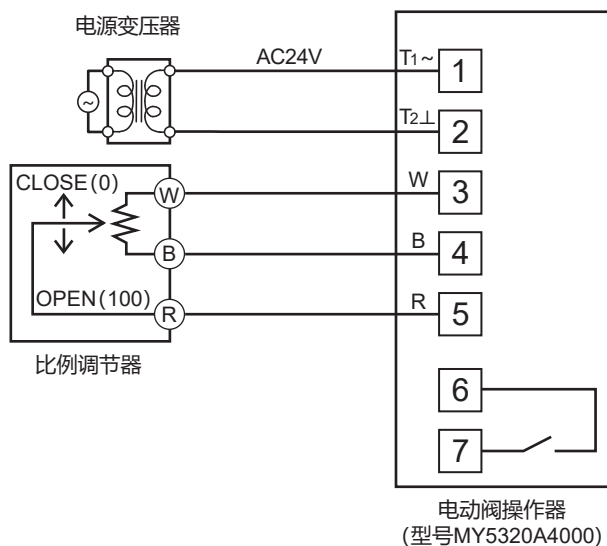 电源变压器
AC24V
T1~
1
~
T2⊥
2
CLOSE(0)
W
W
3
B
B
4
OPEN(100)
R
R
5
比例调节器
6
7
电动阀操作器
(型号MY5320A4000)